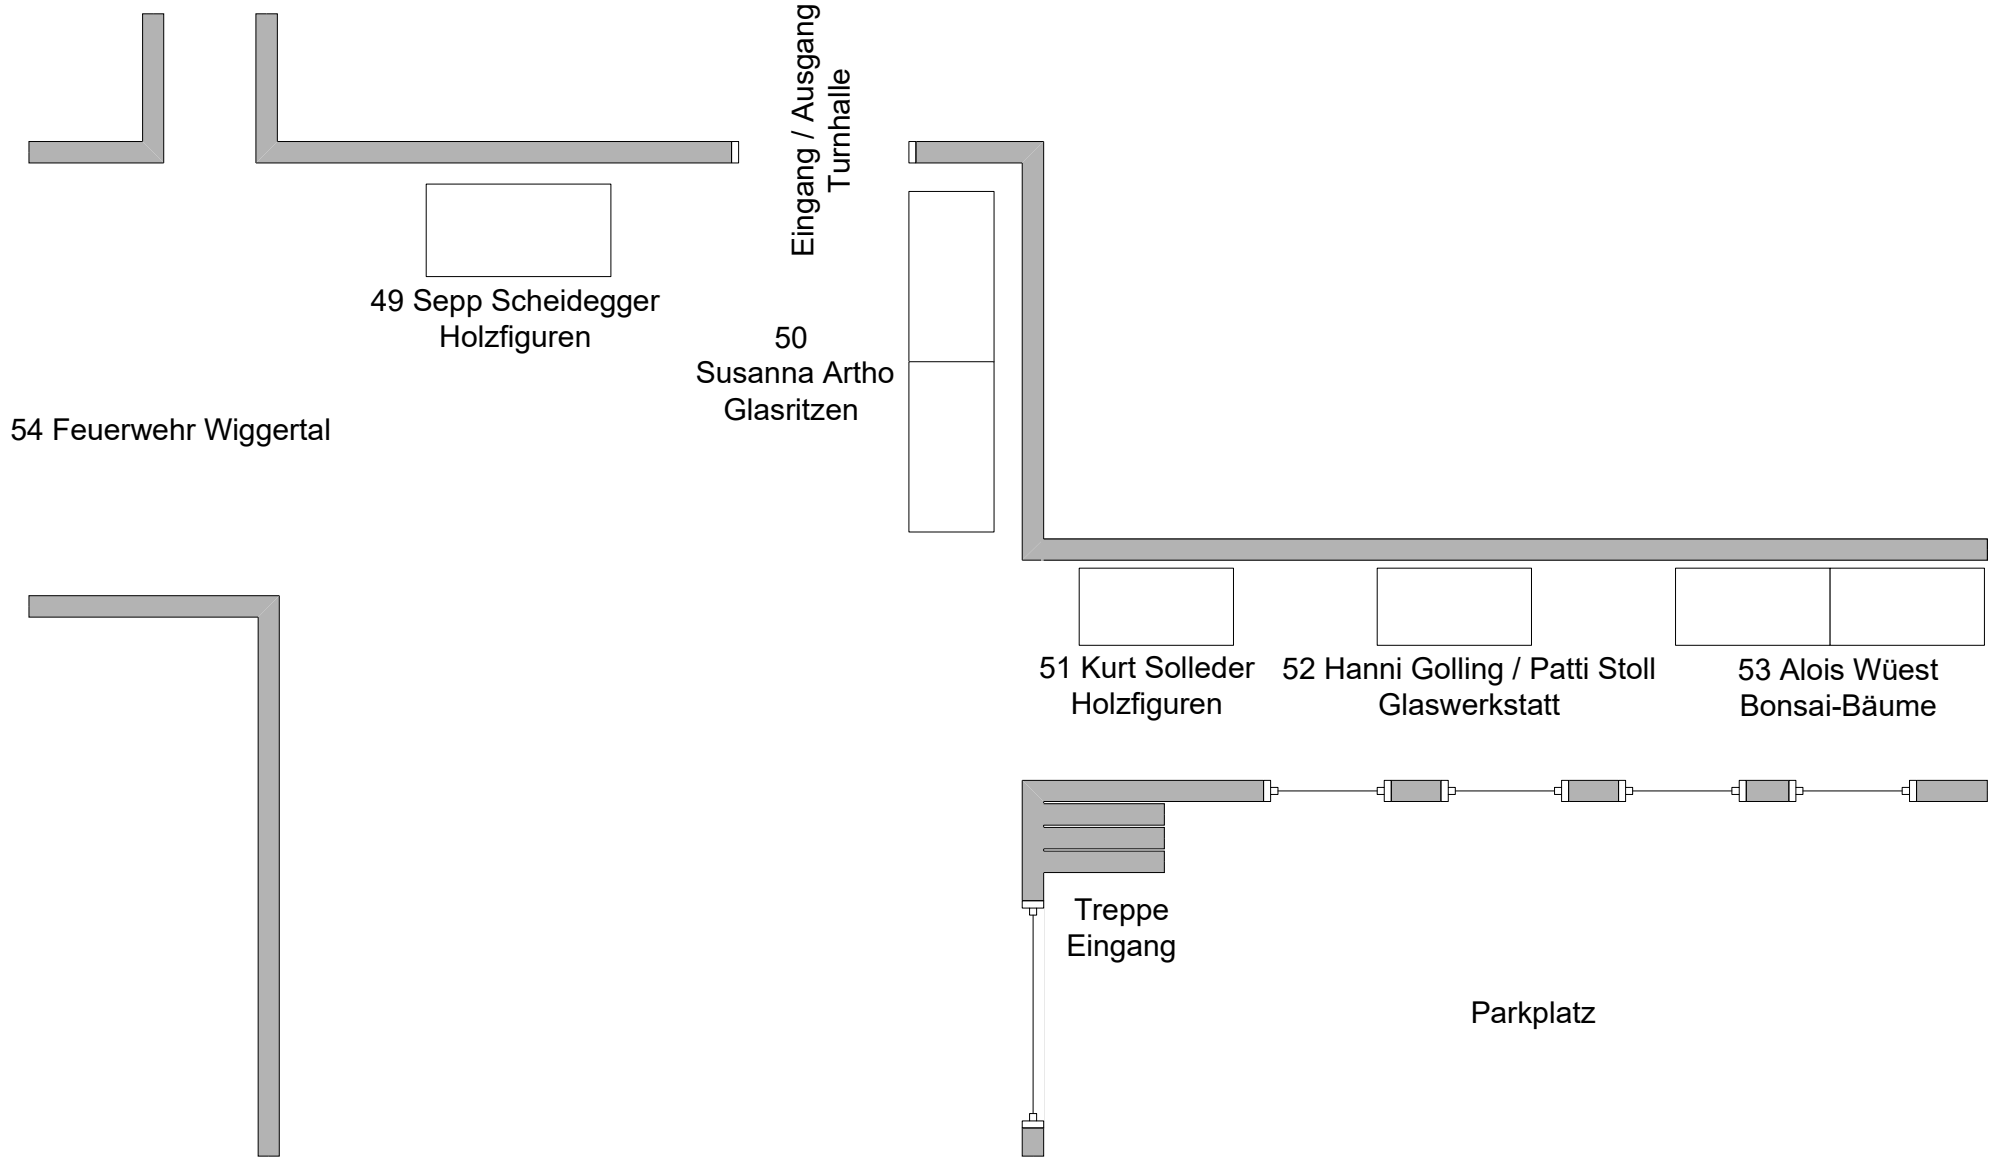 Eingang / Ausgang
Turnhalle
49 Sepp Scheidegger
Holzfiguren
50
Susanna Artho
Glasritzen
54 Feuerwehr Wiggertal
51 Kurt Solleder
Holzfiguren
52 Hanni Golling / Patti Stoll
Glaswerkstatt
53 Alois Wüest
Bonsai-Bäume
Treppe
Eingang
Parkplatz